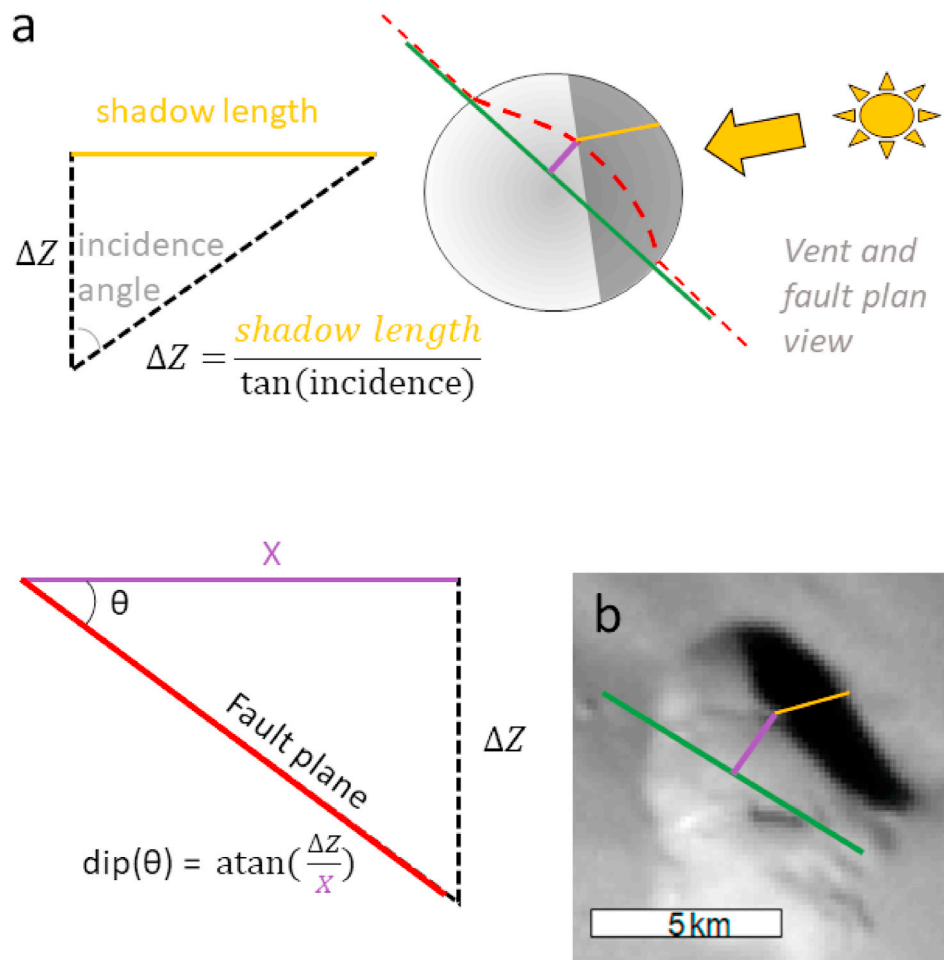 a
shadow length
ΔZ
incidence
angle
ΔZ = shadow length / tan(incidence)
Vent and
fault plan
view
X
θ
Fault plane
ΔZ
dip(θ) = atan(ΔZ/X)
b
5km